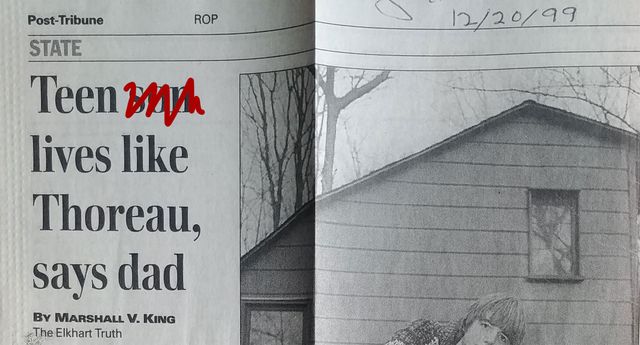 Post-Tribune ROP
12/20/99
STATE
Teen
lives like
Thoreau,
says dad
BY MARSHALL V. KING
The Elkhart Truth